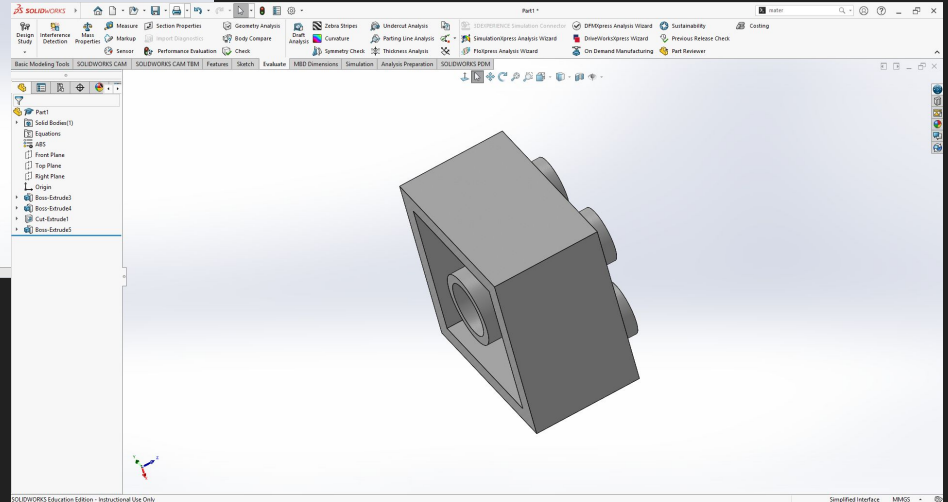 SOLIDWORKS
Part1 *
mater
Design Study
Interference Detection
Mass Properties
Measure
Markup
Sensor
Section Properties
Import Diagnostics
Performance Evaluation
Geometry Analysis
Body Compare
Check
Draft Analysis
Zebra Stripes
Curvature
Symmetry Check
Undercut Analysis
Parting Line Analysis
Thickness Analysis
3DEXPERIENCE Simulation Connector
SimulationXpress Analysis Wizard
FloXpress Analysis Wizard
DFMXpress Analysis Wizard
DriveWorksXpress Wizard
On Demand Manufacturing
Sustainability
Previous Release Check
Part Reviewer
Costing
Basic Modeling Tools SOLIDWORKS CAM SOLIDWORKS CAM TBM Features Sketch Evaluate MBD Dimensions Simulation Analysis Preparation SOLIDWORKS PDM
Part1
Solid Bodies(1)
Equations
ABS
Front Plane
Top Plane
Right Plane
Origin
Boss-Extrude3
Boss-Extrude4
Cut-Extrude1
Boss-Extrude5
SOLIDWORKS Education Edition - Instructional Use Only
Simplified Interface MMGS